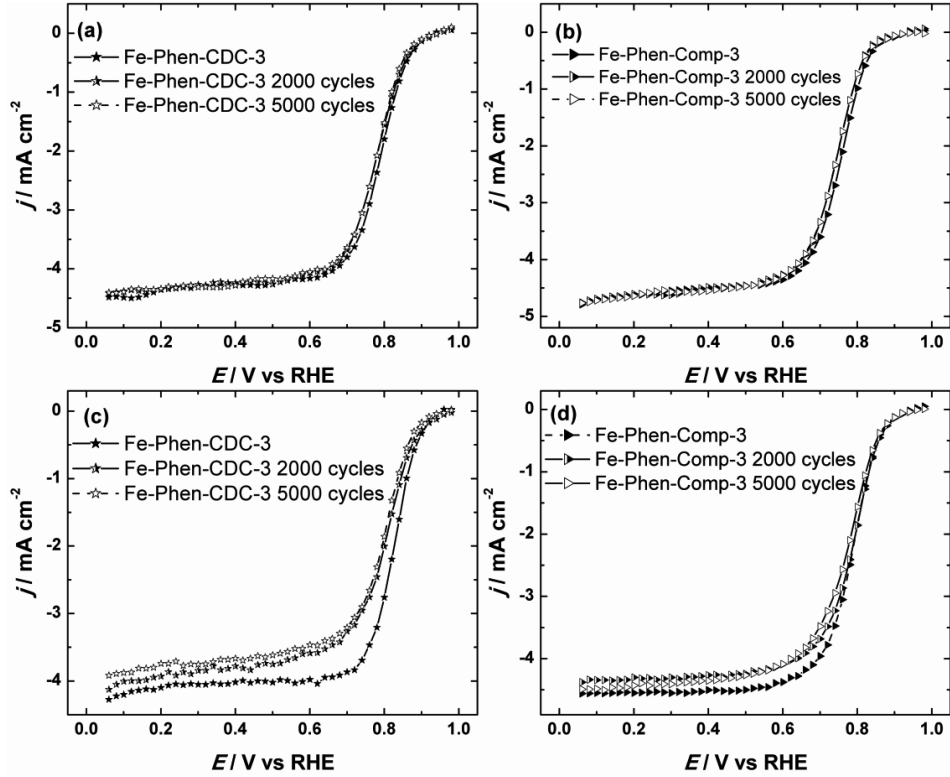 (a)
Fe-Phen-CDC-3
Fe-Phen-CDC-3 2000 cycles
Fe-Phen-CDC-3 5000 cycles
j / mA cm-2
0
-1
-2
-3
-4
-5
0.0 0.2 0.4 0.6 0.8 1.0
E / V vs RHE
(b)
Fe-Phen-Comp-3
Fe-Phen-Comp-3 2000 cycles
Fe-Phen-Comp-3 5000 cycles
j / mA cm-2
0
-1
-2
-3
-4
-5
0.0 0.2 0.4 0.6 0.8 1.0
E / V vs RHE
(c)
Fe-Phen-CDC-3
Fe-Phen-CDC-3 2000 cycles
Fe-Phen-CDC-3 5000 cycles
j / mA cm-2
0
-1
-2
-3
-4
0.0 0.2 0.4 0.6 0.8 1.0
E / V vs RHE
(d)
Fe-Phen-Comp-3
Fe-Phen-Comp-3 2000 cycles
Fe-Phen-Comp-3 5000 cycles
j / mA cm-2
0
-1
-2
-3
-4
0.0 0.2 0.4 0.6 0.8 1.0
E / V vs RHE